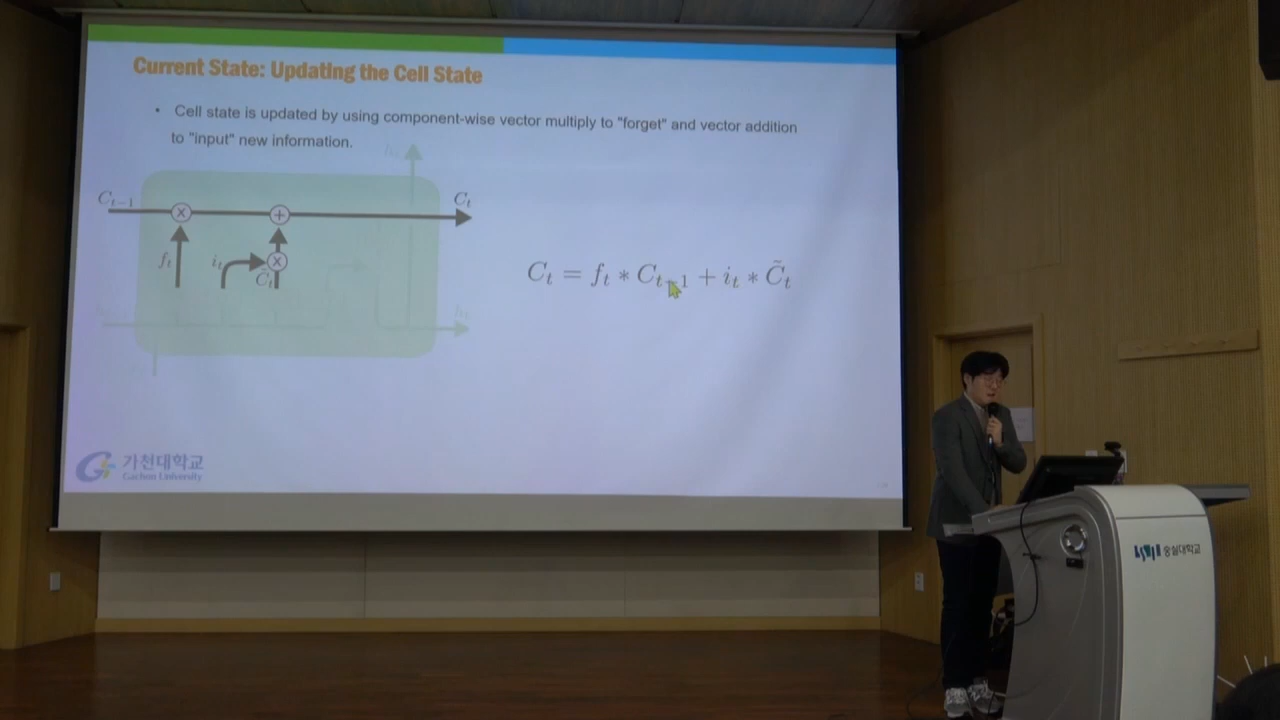 Current State: Updating the Cell State
• Cell state is updated by using component-wise vector multiply to "forget" and vector addition
to "input" new information.
C_{t-1}
C_t
f_t
i_t
C̃_t
h_t
C_t = f_t * C_{t-1} + i_t * C̃_t
가천대학교
Gachon University
숭실대학교